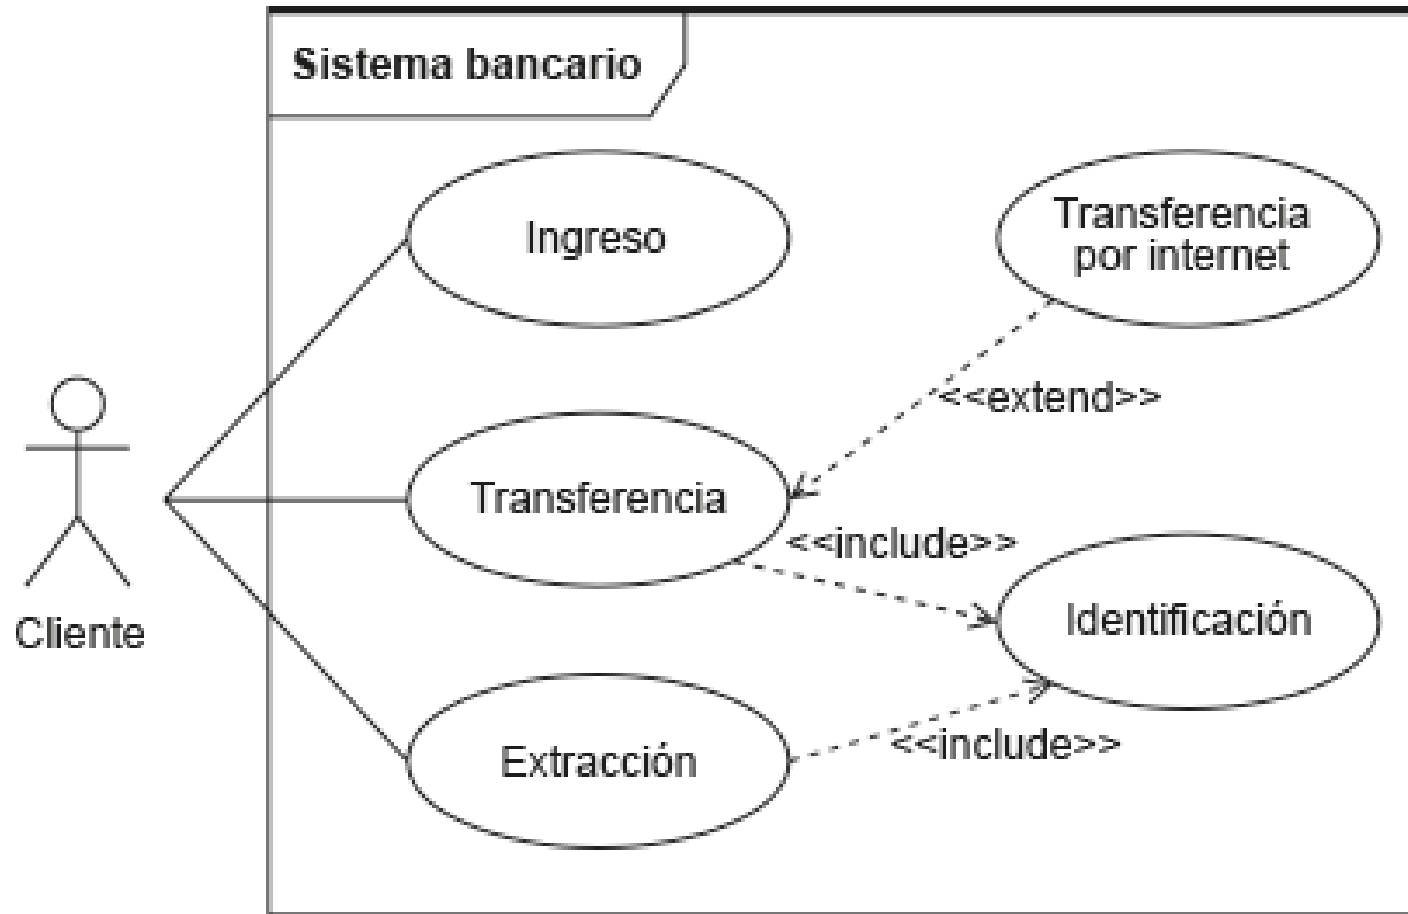 Sistema bancario
Ingreso
Transferencia
por internet
<<extend>>
Transferencia
<<include>>
Identificación
Cliente
Extracción
<<include>>